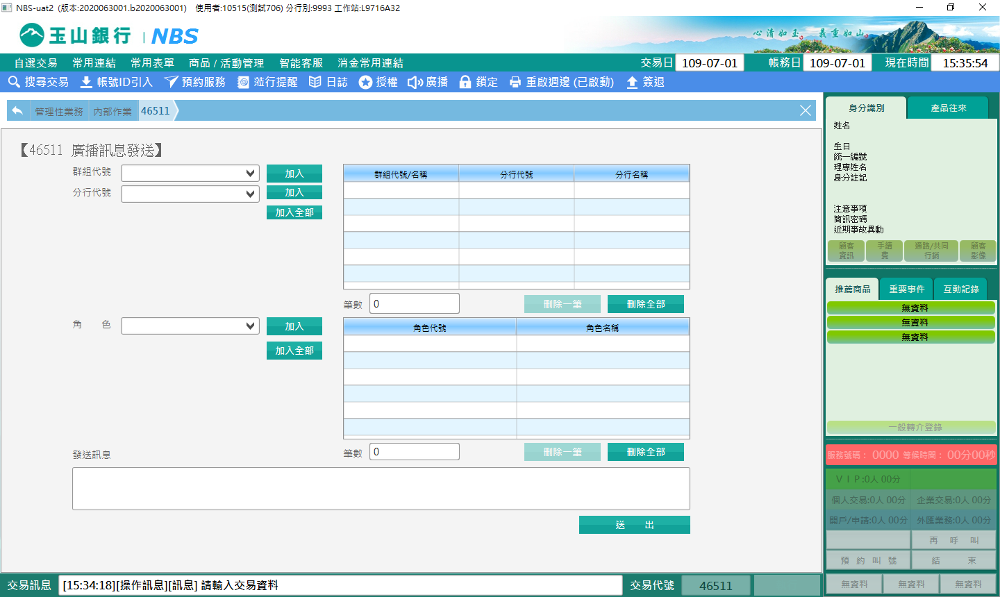 NBS-uat2 (版本:2020063001.b2020063001) 使用者:10515(測試706) 分行別:9993 工作站:L9716A32
玉山銀行 | NBS
心清如玉。義重如山。
自選交易 常用連結 常用表單 商品 / 活動管理 智能客服 消金常用連結 交易日 109-07-01 帳務日 109-07-01 現在時間 15:35:54
搜尋交易 帳號ID引入 預約服務 蒞行提醒 日誌 授權 廣播 鎖定 重啟週邊 (已啟動) 簽退
管理性業務 內部作業 46511
【46511 廣播訊息發送】
群組代號 加入
分行代號 加入
加入全部
群組代號/名稱 分行代號 分行名稱
筆數 0 刪除一筆 刪除全部
角 色 加入
加入全部
角色代號 角色名稱
筆數 0 刪除一筆 刪除全部
發送訊息
送 出
身分識別 產品往來
姓名
生日
統一編號
理專姓名
身分註記
注意事項
簡訊密碼
近期事故異動
顧客資訊 手續費 通路/共同行銷 顧客影像
推薦商品 重要事件 互動記錄
無資料
無資料
無資料
一般轉介登錄
服務號碼： 0000 等候時間： 00分00秒
ＶＩＰ:0人 00分
個人交易:0人 00分 企業交易:0人 00分
開戶/申請:0人 00分 外匯業務:0人 00分
再 呼 叫
預 約 叫 號 結 束
無資料 無資料 無資料
交易訊息 [15:34:18][操作訊息][訊息] 請輸入交易資料 交易代號 46511